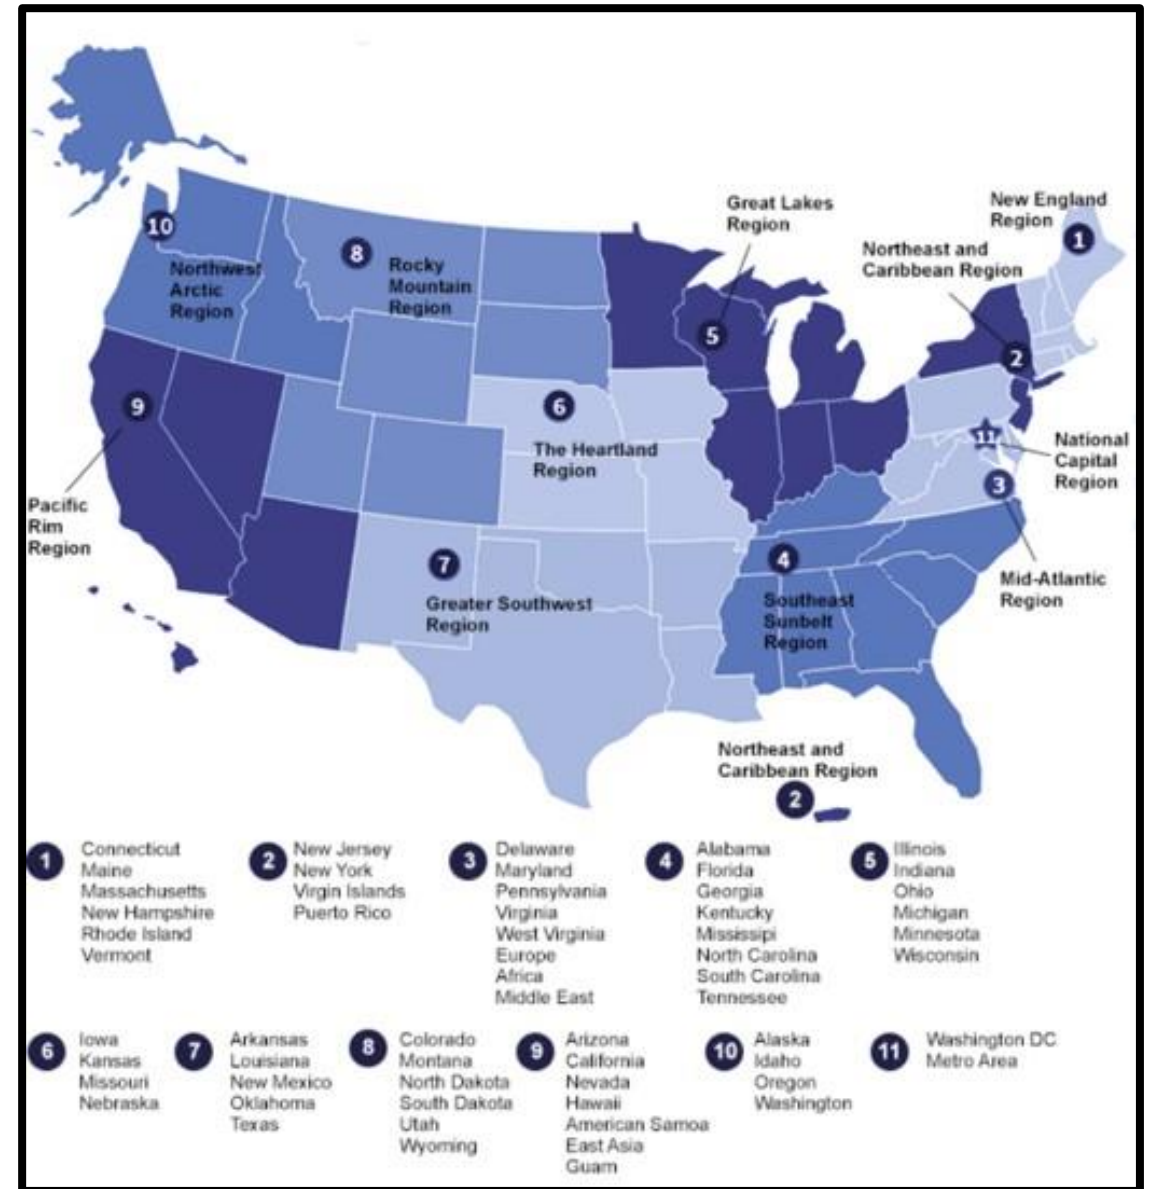 Great Lakes
Region
New England
Region
1
Northeast and
Caribbean Region
10
Northwest
Arctic
Region
8
Rocky
Mountain
Region
5
2
9
6
The Heartland
Region
11
National
Capital
Region
3
Pacific
Rim
Region
7
Greater Southwest
Region
4
Southeast
Sunbelt
Region
Mid-Atlantic
Region
Northeast and
Caribbean Region
2
1
Connecticut
Maine
Massachusetts
New Hampshire
Rhode Island
Vermont
2
New Jersey
New York
Virgin Islands
Puerto Rico
3
Delaware
Maryland
Pennsylvania
Virginia
West Virginia
Europe
Africa
Middle East
4
Alabama
Florida
Georgia
Kentucky
Mississipi
North Carolina
South Carolina
Tennessee
5
Illinois
Indiana
Ohio
Michigan
Minnesota
Wisconsin
6
Iowa
Kansas
Missouri
Nebraska
7
Arkansas
Louisiana
New Mexico
Oklahoma
Texas
8
Colorado
Montana
North Dakota
South Dakota
Utah
Wyoming
9
Arizona
California
Nevada
Hawaii
American Samoa
East Asia
Guam
10
Alaska
Idaho
Oregon
Washington
11
Washington DC
Metro Area